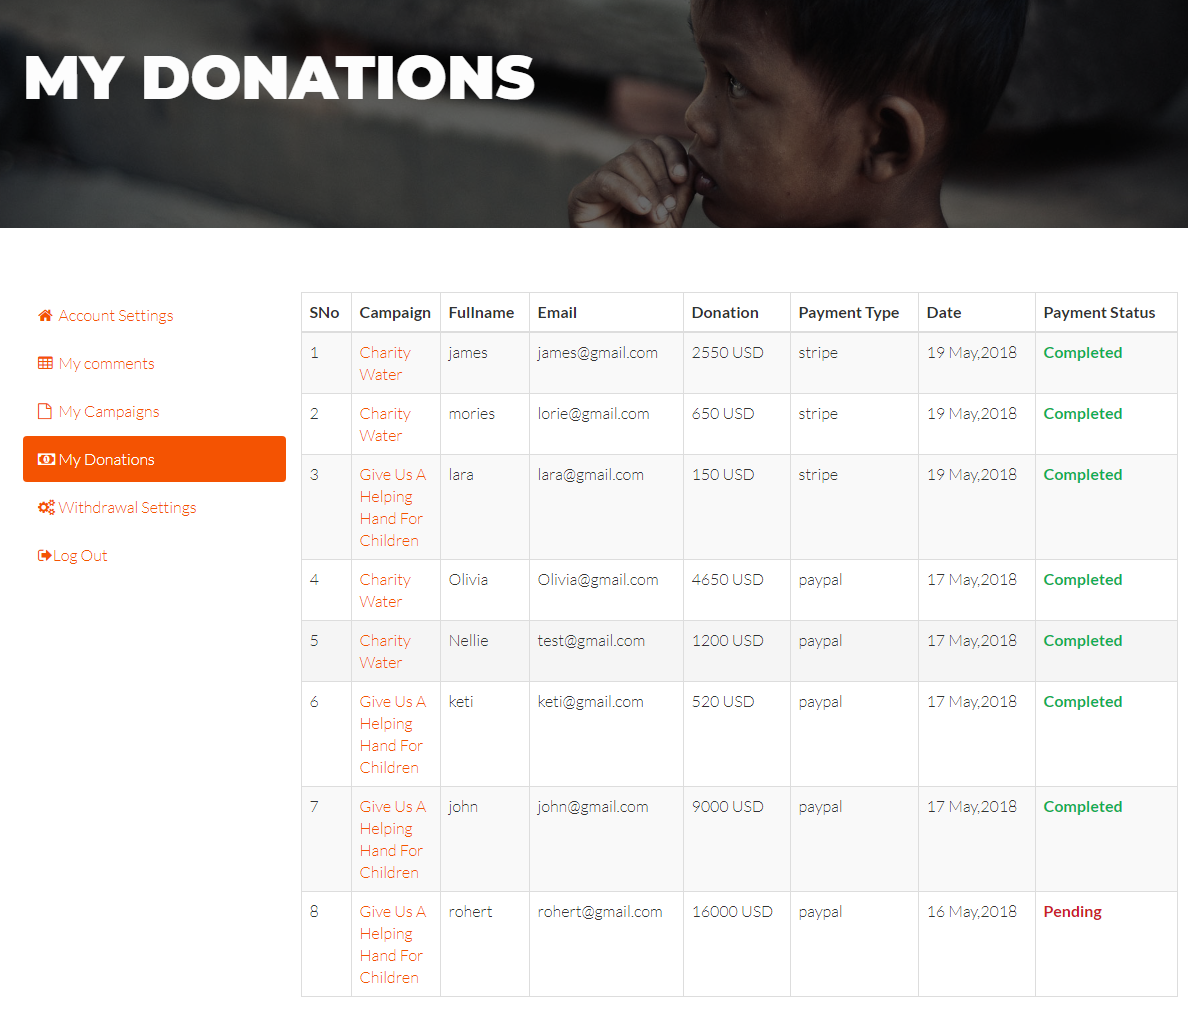 MY DONATIONS
Account Settings
My comments
My Campaigns
My Donations
Withdrawal Settings
Log Out
SNo Campaign Fullname Email Donation Payment Type Date Payment Status
1 Charity james james@gmail.com 2550 USD stripe 19 May,2018 Completed
Water
2 Charity mories lorie@gmail.com 650 USD stripe 19 May,2018 Completed
Water
3 Give Us A lara lara@gmail.com 150 USD stripe 19 May,2018 Completed
Helping
Hand For
Children
4 Charity Olivia Olivia@gmail.com 4650 USD paypal 17 May,2018 Completed
Water
5 Charity Nellie test@gmail.com 1200 USD paypal 17 May,2018 Completed
Water
6 Give Us A keti keti@gmail.com 520 USD paypal 17 May,2018 Completed
Helping
Hand For
Children
7 Give Us A john john@gmail.com 9000 USD paypal 17 May,2018 Completed
Helping
Hand For
Children
8 Give Us A rohert rohert@gmail.com 16000 USD paypal 16 May,2018 Pending
Helping
Hand For
Children